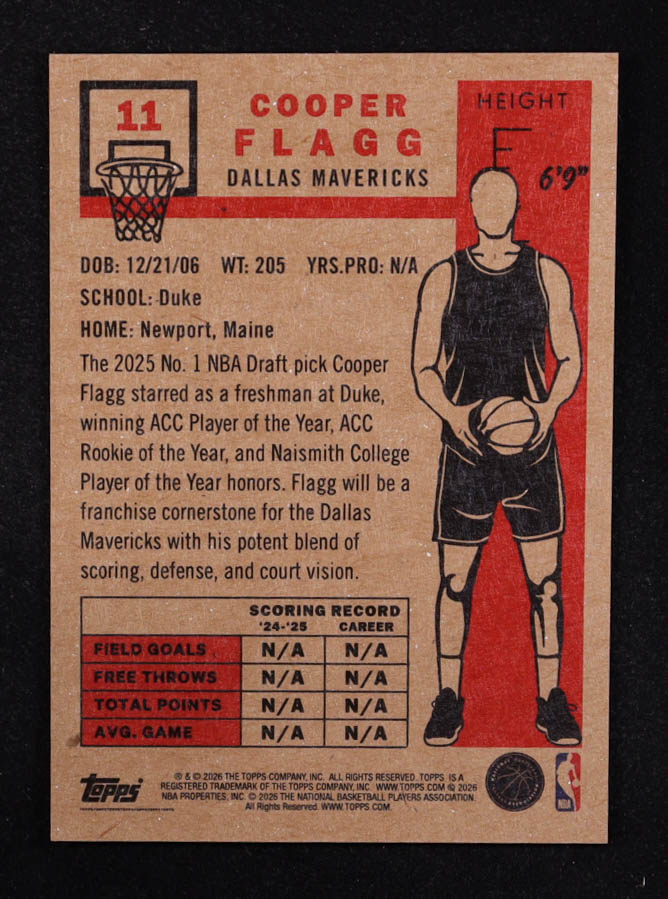 11
COOPER
FLAGG
DALLAS MAVERICKS
HEIGHT
6'9"
DOB: 12/21/06 WT: 205 YRS.PRO: N/A
SCHOOL: Duke
HOME: Newport, Maine
The 2025 No. 1 NBA Draft pick Cooper
Flagg starred as a freshman at Duke,
winning ACC Player of the Year, ACC
Rookie of the Year, and Naismith College
Player of the Year honors. Flagg will be a
franchise cornerstone for the Dallas
Mavericks with his potent blend of
scoring, defense, and court vision.
SCORING RECORD
'24-'25 CAREER
FIELD GOALS N/A N/A
FREE THROWS N/A N/A
TOTAL POINTS N/A N/A
AVG. GAME N/A N/A
Topps
® & © 2026 THE TOPPS COMPANY, INC. ALL RIGHTS RESERVED. TOPPS IS A
REGISTERED TRADEMARK OF THE TOPPS COMPANY, INC. WWW.TOPPS.COM © 2026
NBA PROPERTIES, INC. © 2026 THE NATIONAL BASKETBALL PLAYERS ASSOCIATION.
All Rights Reserved. WWW.TOPPS.COM.
NBA